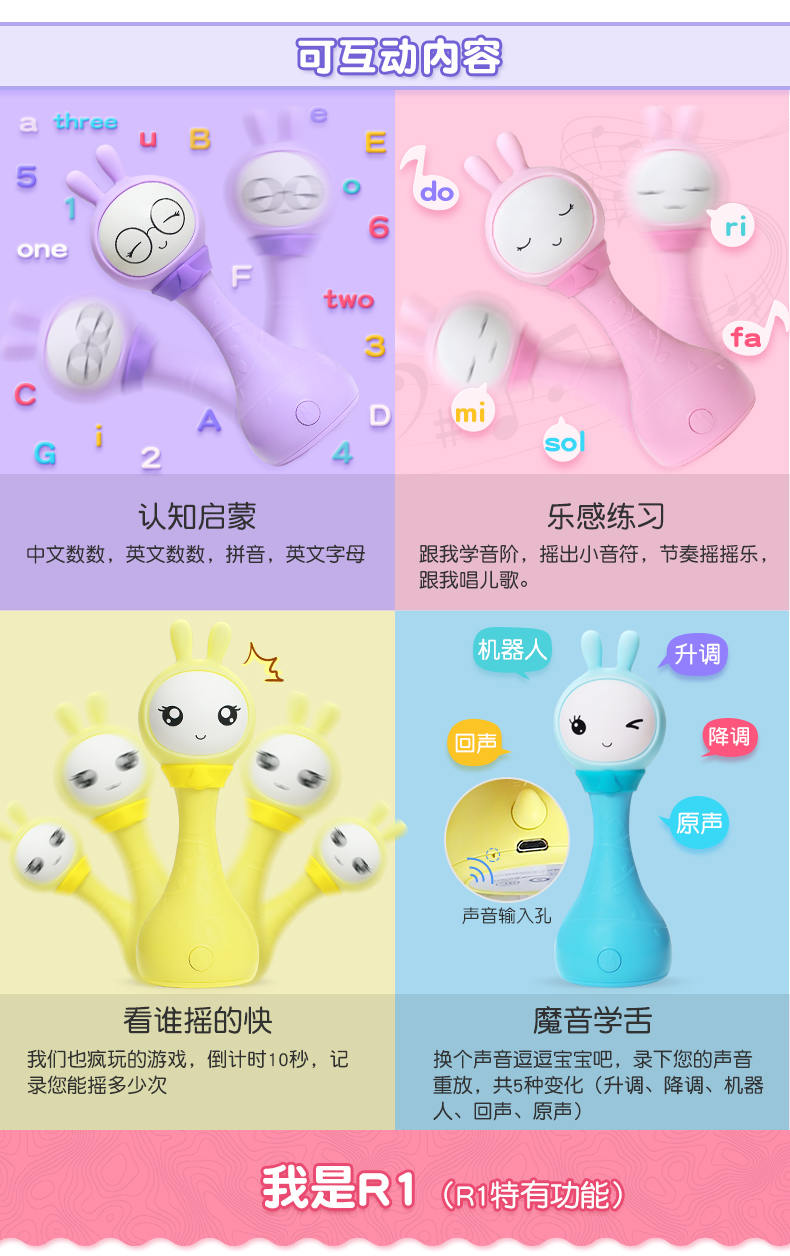 可互动内容
a three u B e E
5 1 o 6
one F two
3
C G i 2 A 4 D
do
ri
fa
mi
sol
认知启蒙
中文数数，英文数数，拼音，英文字母
乐感练习
跟我学音阶，摇出小音符，节奏摇摇乐，
跟我唱儿歌。
机器人
升调
回声
降调
原声
声音输入孔
看谁摇的快
我们也疯玩的游戏，倒计时10秒，记
录您能摇多少次
魔音学舌
换个声音逗逗宝宝吧，录下您的声音
重放，共5种变化（升调、降调、机器
人、回声、原声）
我是R1（R1特有功能）